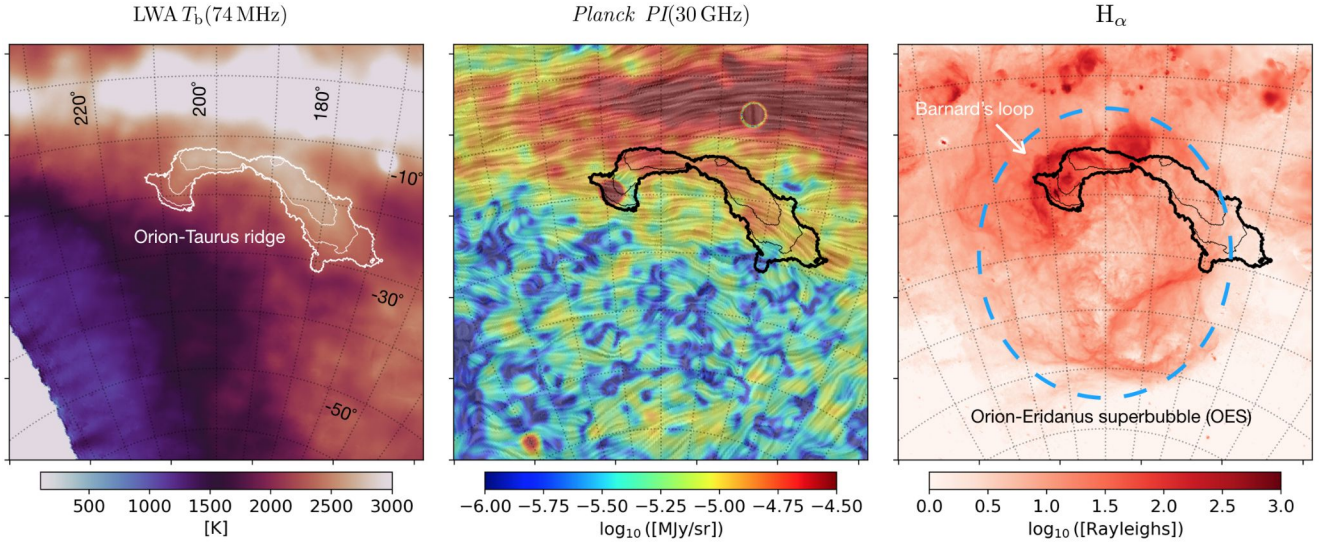 LWA T_b(74 MHz)
220°
200°
180°
-10°
-30°
-50°
Orion-Taurus ridge
500 1000 1500 2000 2500 3000
[K]
Planck PI(30 GHz)
−6.00 −5.75 −5.50 −5.25 −5.00 −4.75 −4.50
log₁₀ ([MJy/sr])
H_α
Barnard's loop
Orion-Eridanus superbubble (OES)
0.0 0.5 1.0 1.5 2.0 2.5 3.0
log₁₀ ([Rayleighs])